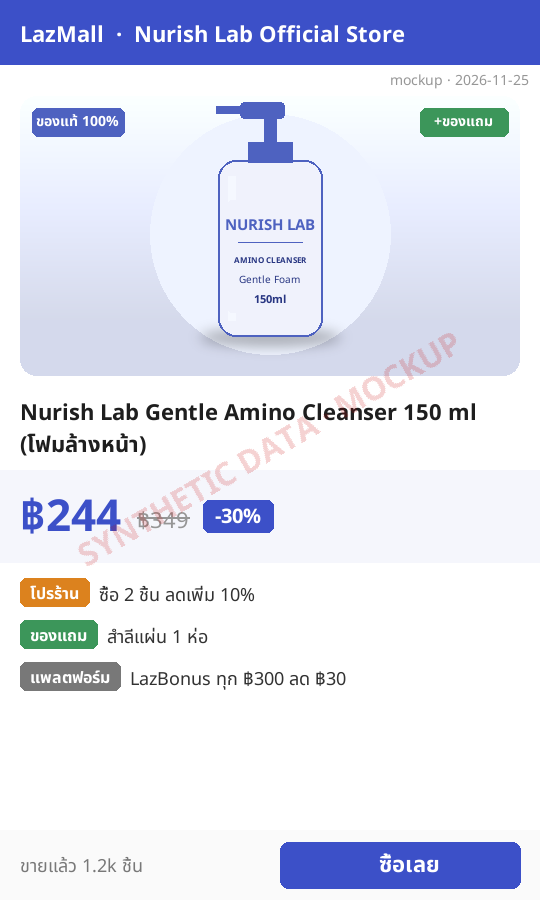 LazMall · Nurish Lab Official Store
mockup · 2026-11-25
ของแท้ 100%
+ของแถม
NURISH LAB
AMINO CLEANSER
Gentle Foam
150ml
Nurish Lab Gentle Amino Cleanser 150 ml
(โฟมล้างหน้า)
฿244 ฿349 -30%
SYNTHETIC DATA · MOCKUP
โปรร้าน ซื้อ 2 ชิ้น ลดเพิ่ม 10%
ของแถม สำลีแผ่น 1 ห่อ
แพลตฟอร์ม LazBonus ทุก ฿300 ลด ฿30
ขายแล้ว 1.2k ชิ้น
ซื้อเลย